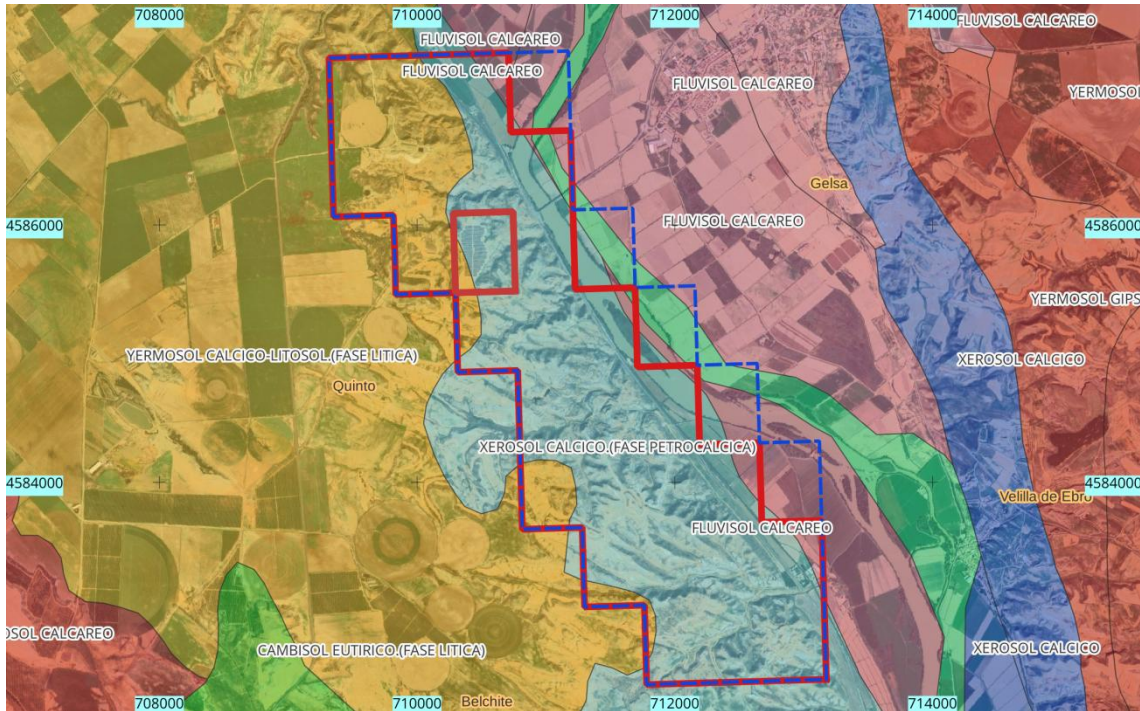 708000
710000
712000
714000
FLUVISOL CALCAREO
FLUVISOL CALCAREO
FLUVISOL CALCAREO
FLUVISOL CALCAREO
YERMOSOL
Gelsa
FLUVISOL CALCAREO
4586000
4586000
YERMOSOL GIPS
YERMOSOL CALCICO-LITOSOL.(FASE LITICA)
XEROSOL CALCICO
Quinto
XEROSOL CALCICO.(FASE PETROCALCICA)
4584000
4584000
Velilla de Ebro
FLUVISOL CALCAREO
OSOL CALCAREO
CAMBISOL EUTIRICO.(FASE LITICA)
XEROSOL CALCICO
708000
710000
Belchite
712000
714000